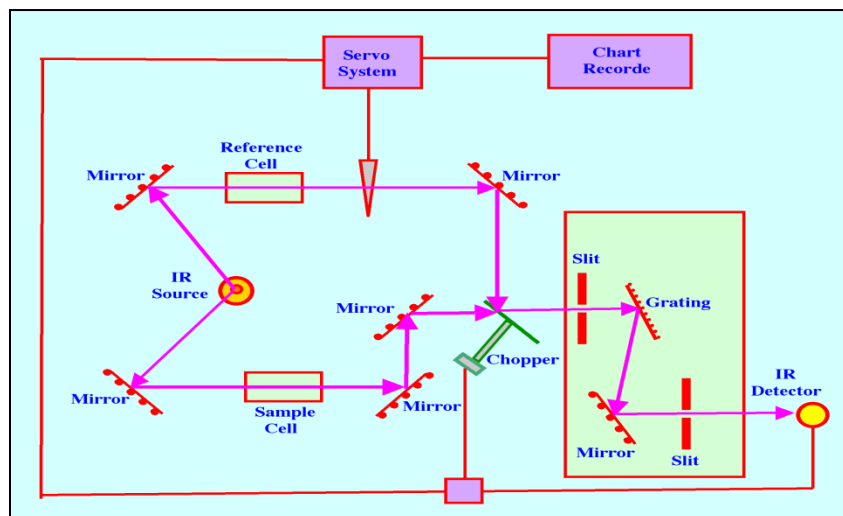 Servo
System
Chart
Recorde
Reference
Cell
Mirror
Mirror
IR
Source
Slit
Grating
Mirror
Chopper
IR
Detector
Mirror
Sample
Cell
Mirror
Mirror
Slit